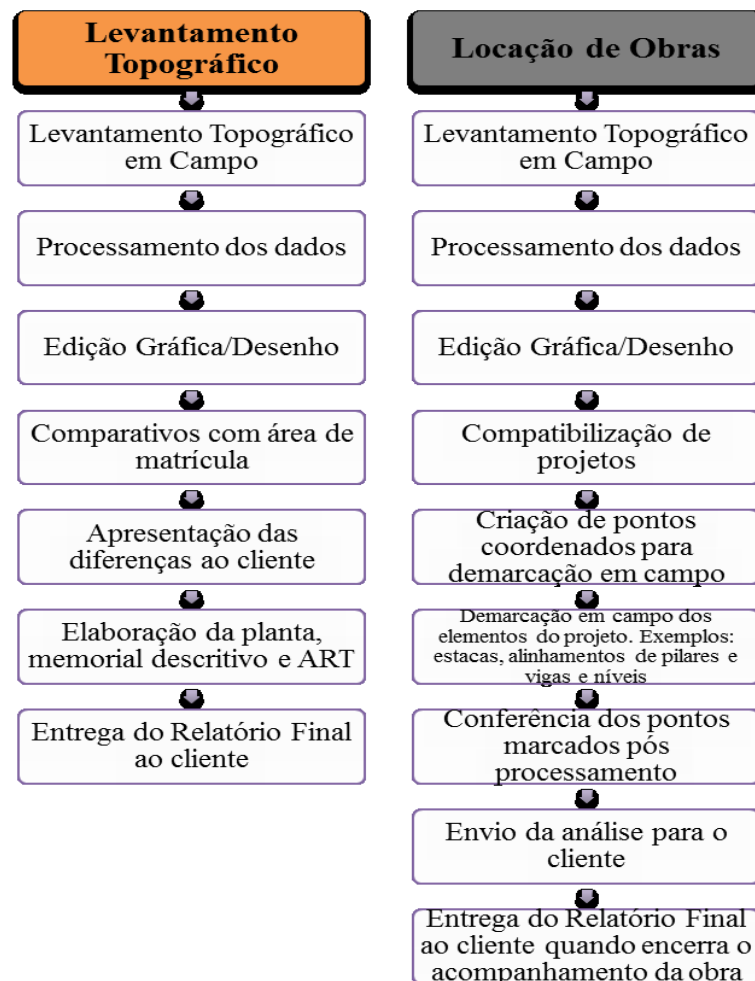 Levantamento
Topográfico
Levantamento Topográfico
em Campo
Processamento dos dados
Edição Gráfica/Desenho
Comparativos com área de
matrícula
Apresentação das
diferenças ao cliente
Elaboração da planta,
memorial descritivo e ART
Entrega do Relatório Final
ao cliente
Locação de Obras
Levantamento Topográfico
em Campo
Processamento dos dados
Edição Gráfica/Desenho
Compatibilização de
projetos
Criação de pontos
coordenados para
demarcação em campo
Demarcação em campo dos
elementos do projeto. Exemplos:
estacas, alinhamentos de pilares e
vigas e níveis
Conferência dos pontos
marcados pós
processamento
Envio da análise para o
cliente
Entrega do Relatório Final
ao cliente quando encerra o
acompanhamento da obra